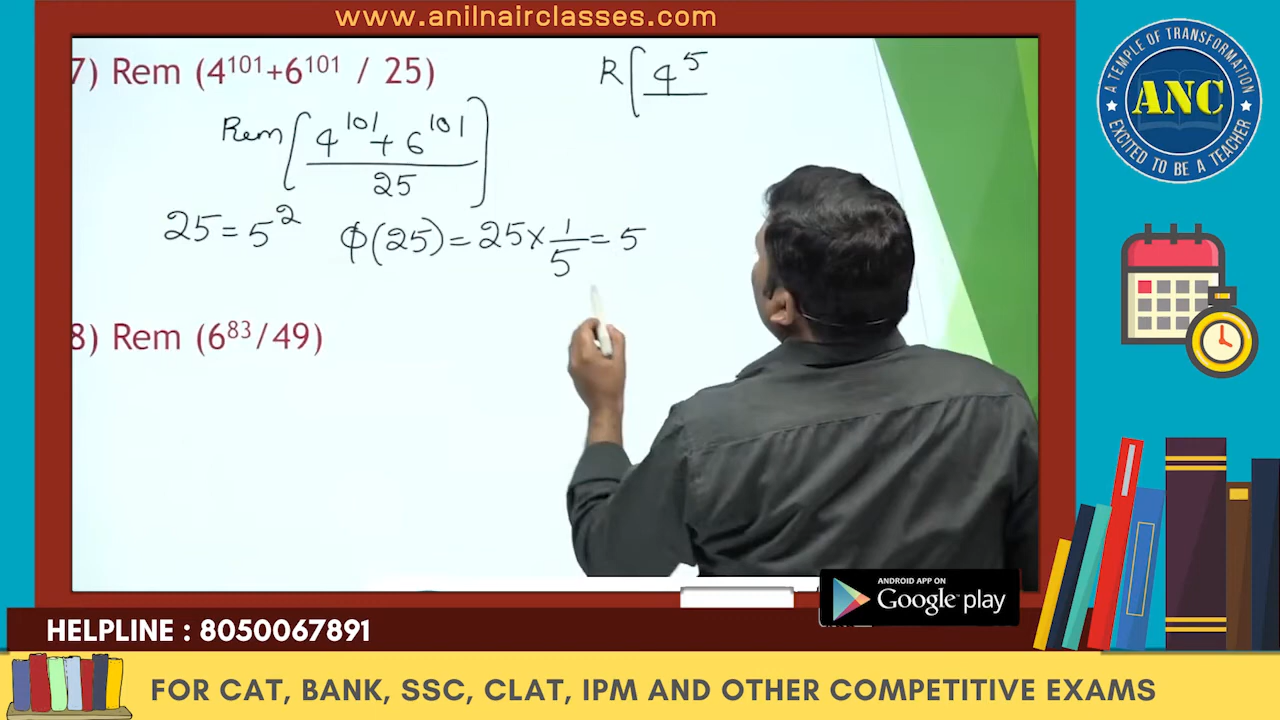 www.anilnairclasses.com
7) Rem (4¹⁰¹+6¹⁰¹ / 25)
R[4⁵
Rem[4¹⁰¹+6¹⁰¹/25]
25=5² φ(25)=25×1/5=5
8) Rem (6⁸³/49)
A TEMPLE OF TRANSFORMATION
ANC
EXCITED TO BE A TEACHER
ANDROID APP ON
Google play
HELPLINE : 8050067891
FOR CAT, BANK, SSC, CLAT, IPM AND OTHER COMPETITIVE EXAMS